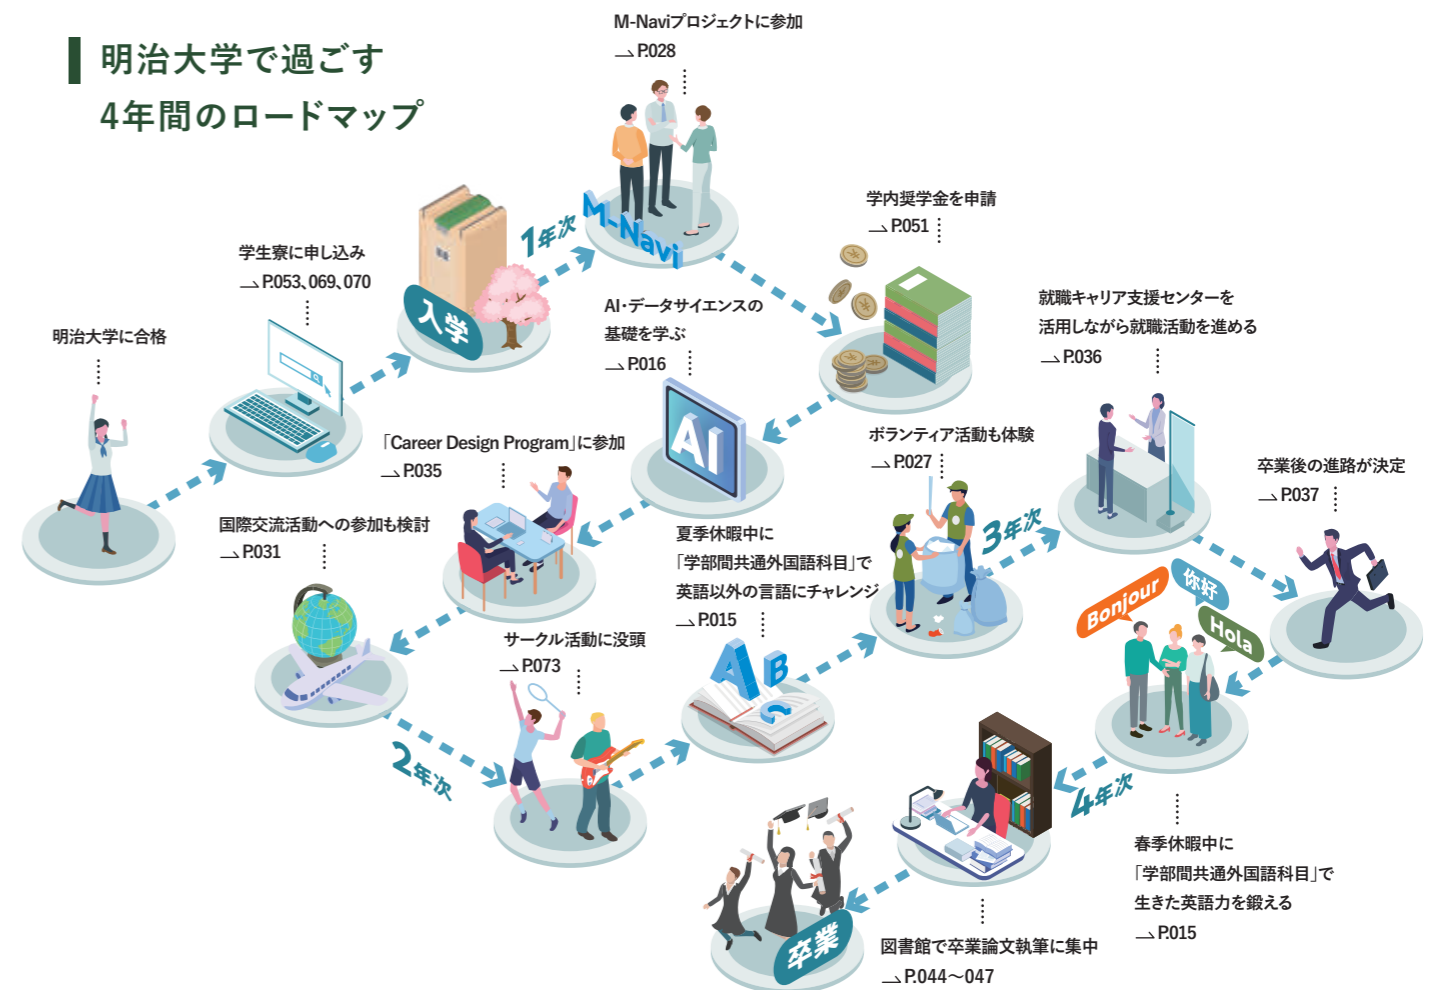 明治大学で過ごす
4年間のロードマップ
明治大学に合格
学生寮に申し込み
P.053、069、070
入学
1年次
M-Naviプロジェクトに参加
P.028
M-Navi
学内奨学金を申請
P.051
AI・データサイエンスの
基礎を学ぶ
P.016
AI
「Career Design Program」に参加
P.035
国際交流活動への参加も検討
P.031
2年次
サークル活動に没頭
P.073
夏季休暇中に
「学部間共通外国語科目」で
英語以外の言語にチャレンジ
P.015
A B C
ボランティア活動も体験
P.027
3年次
就職キャリア支援センターを
活用しながら就職活動を進める
P.036
卒業後の進路が決定
P.037
Bonjour
你好
Hola
春季休暇中に
「学部間共通外国語科目」で
生きた英語力を鍛える
P.015
4年次
図書館で卒業論文執筆に集中
P.044〜047
卒業